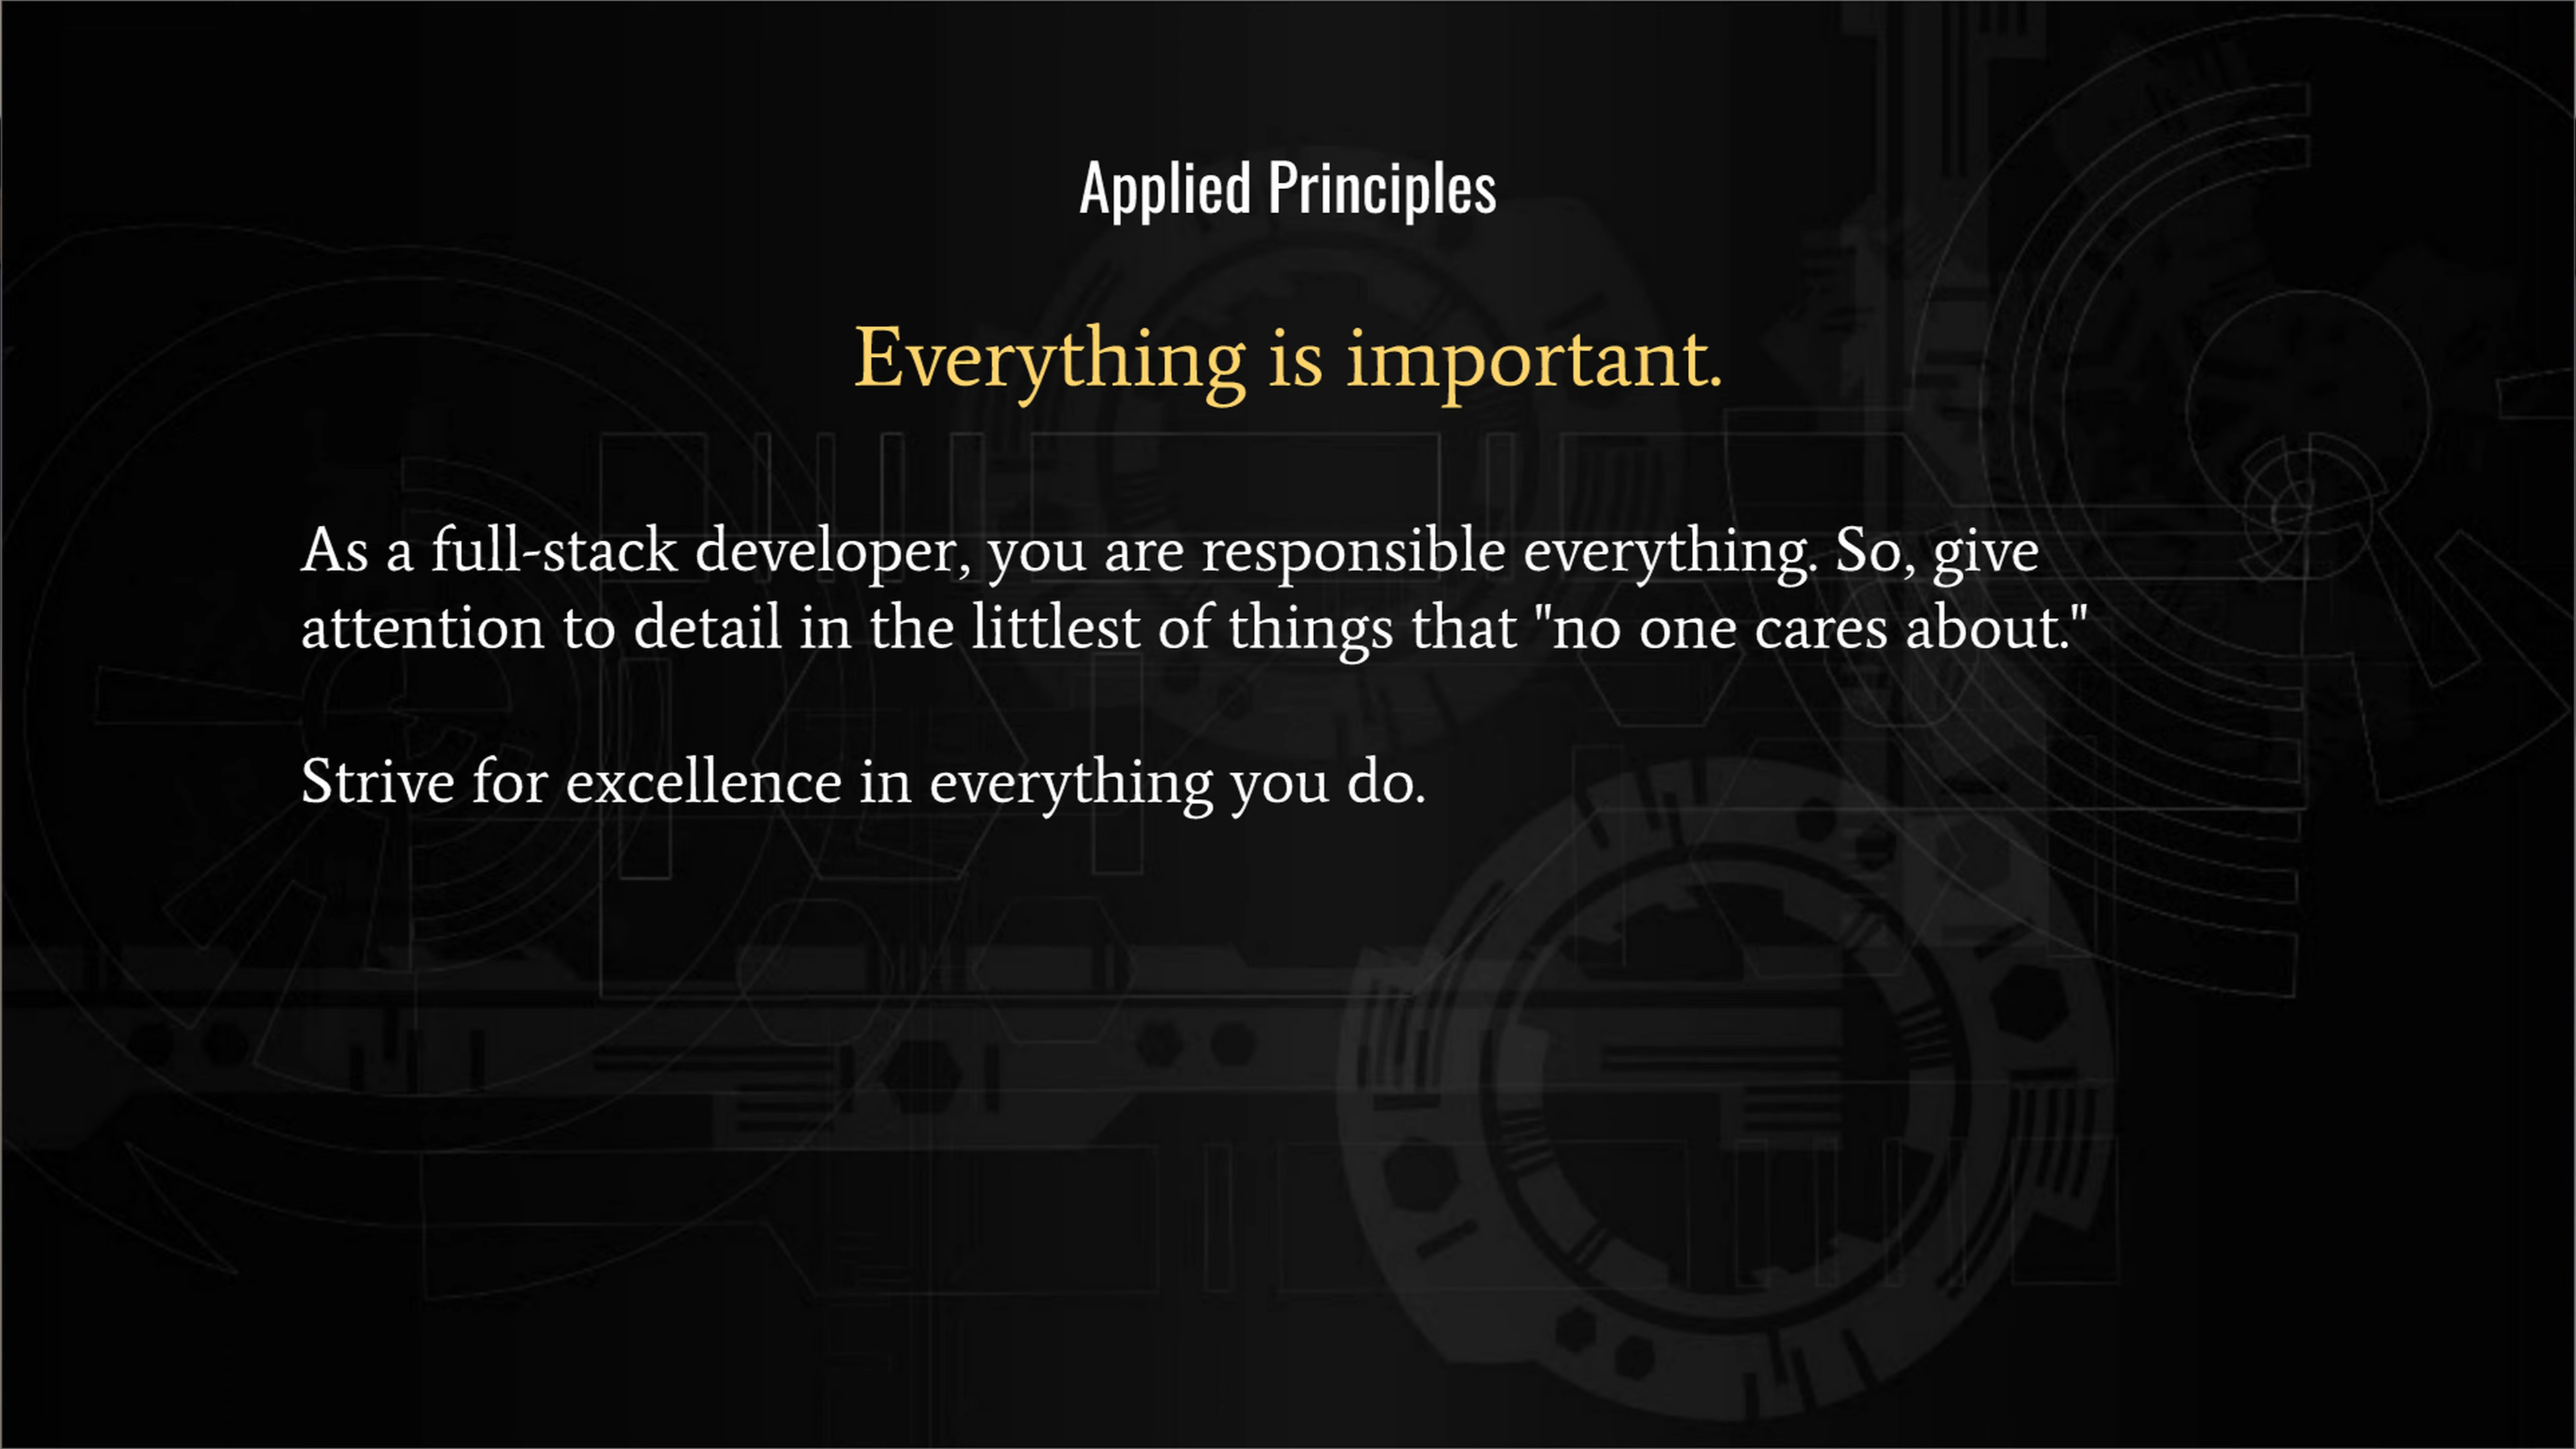 Applied Principles
Everything is important.
As a full-stack developer, you are responsible everything. So, give
attention to detail in the littlest of things that "no one cares about."
Strive for excellence in everything you do.